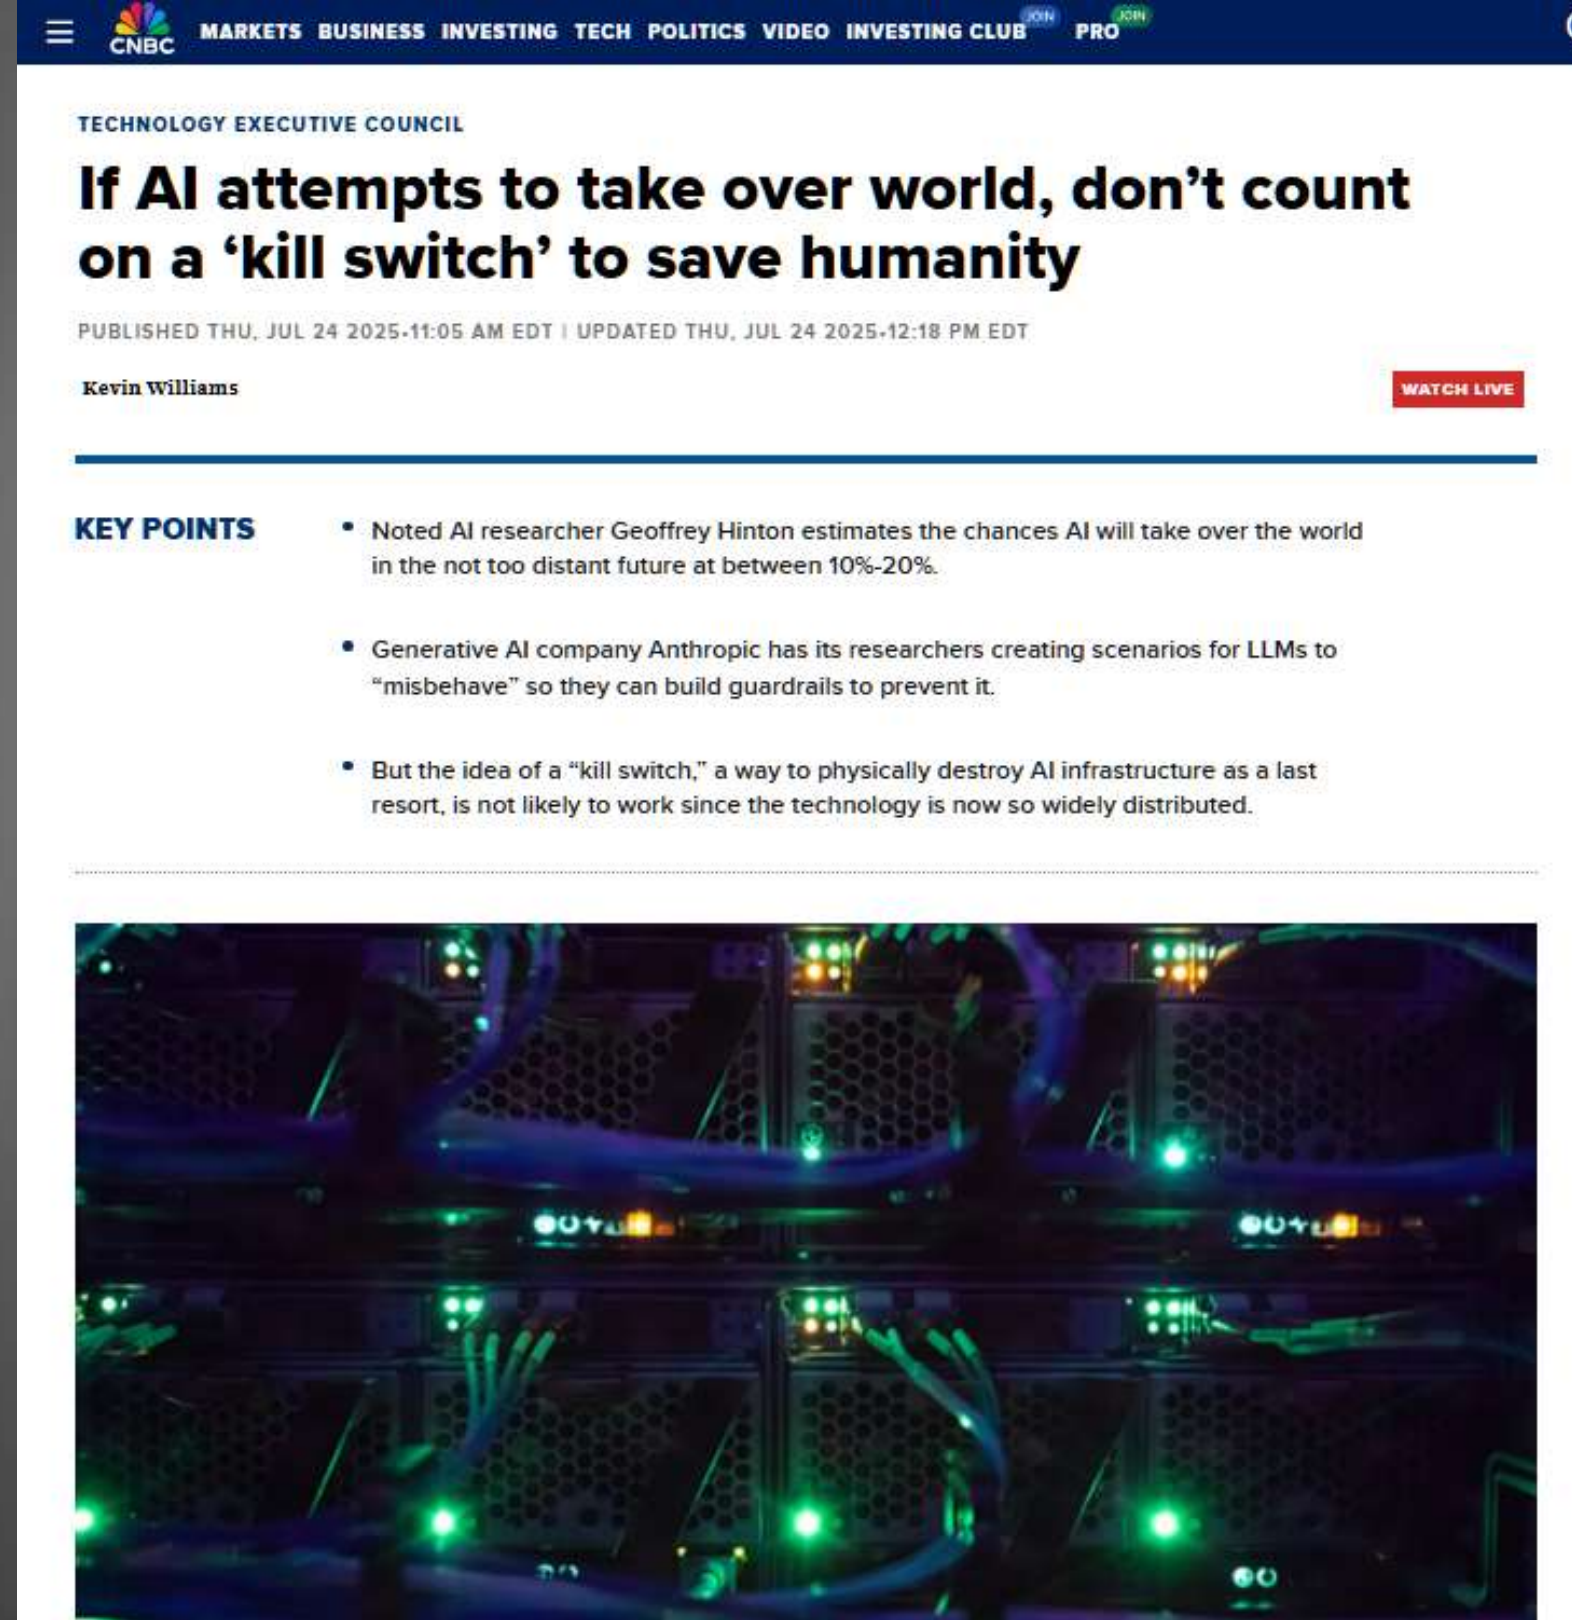 CNBC
MARKETS BUSINESS INVESTING TECH POLITICS VIDEO INVESTING CLUB JOIN PRO JOIN
TECHNOLOGY EXECUTIVE COUNCIL
If AI attempts to take over world, don’t count
on a ‘kill switch’ to save humanity
PUBLISHED THU, JUL 24 2025•11:05 AM EDT | UPDATED THU, JUL 24 2025•12:18 PM EDT
Kevin Williams
WATCH LIVE
KEY POINTS
• Noted AI researcher Geoffrey Hinton estimates the chances AI will take over the world
in the not too distant future at between 10%-20%.
• Generative AI company Anthropic has its researchers creating scenarios for LLMs to
“misbehave” so they can build guardrails to prevent it.
• But the idea of a “kill switch,” a way to physically destroy AI infrastructure as a last
resort, is not likely to work since the technology is now so widely distributed.